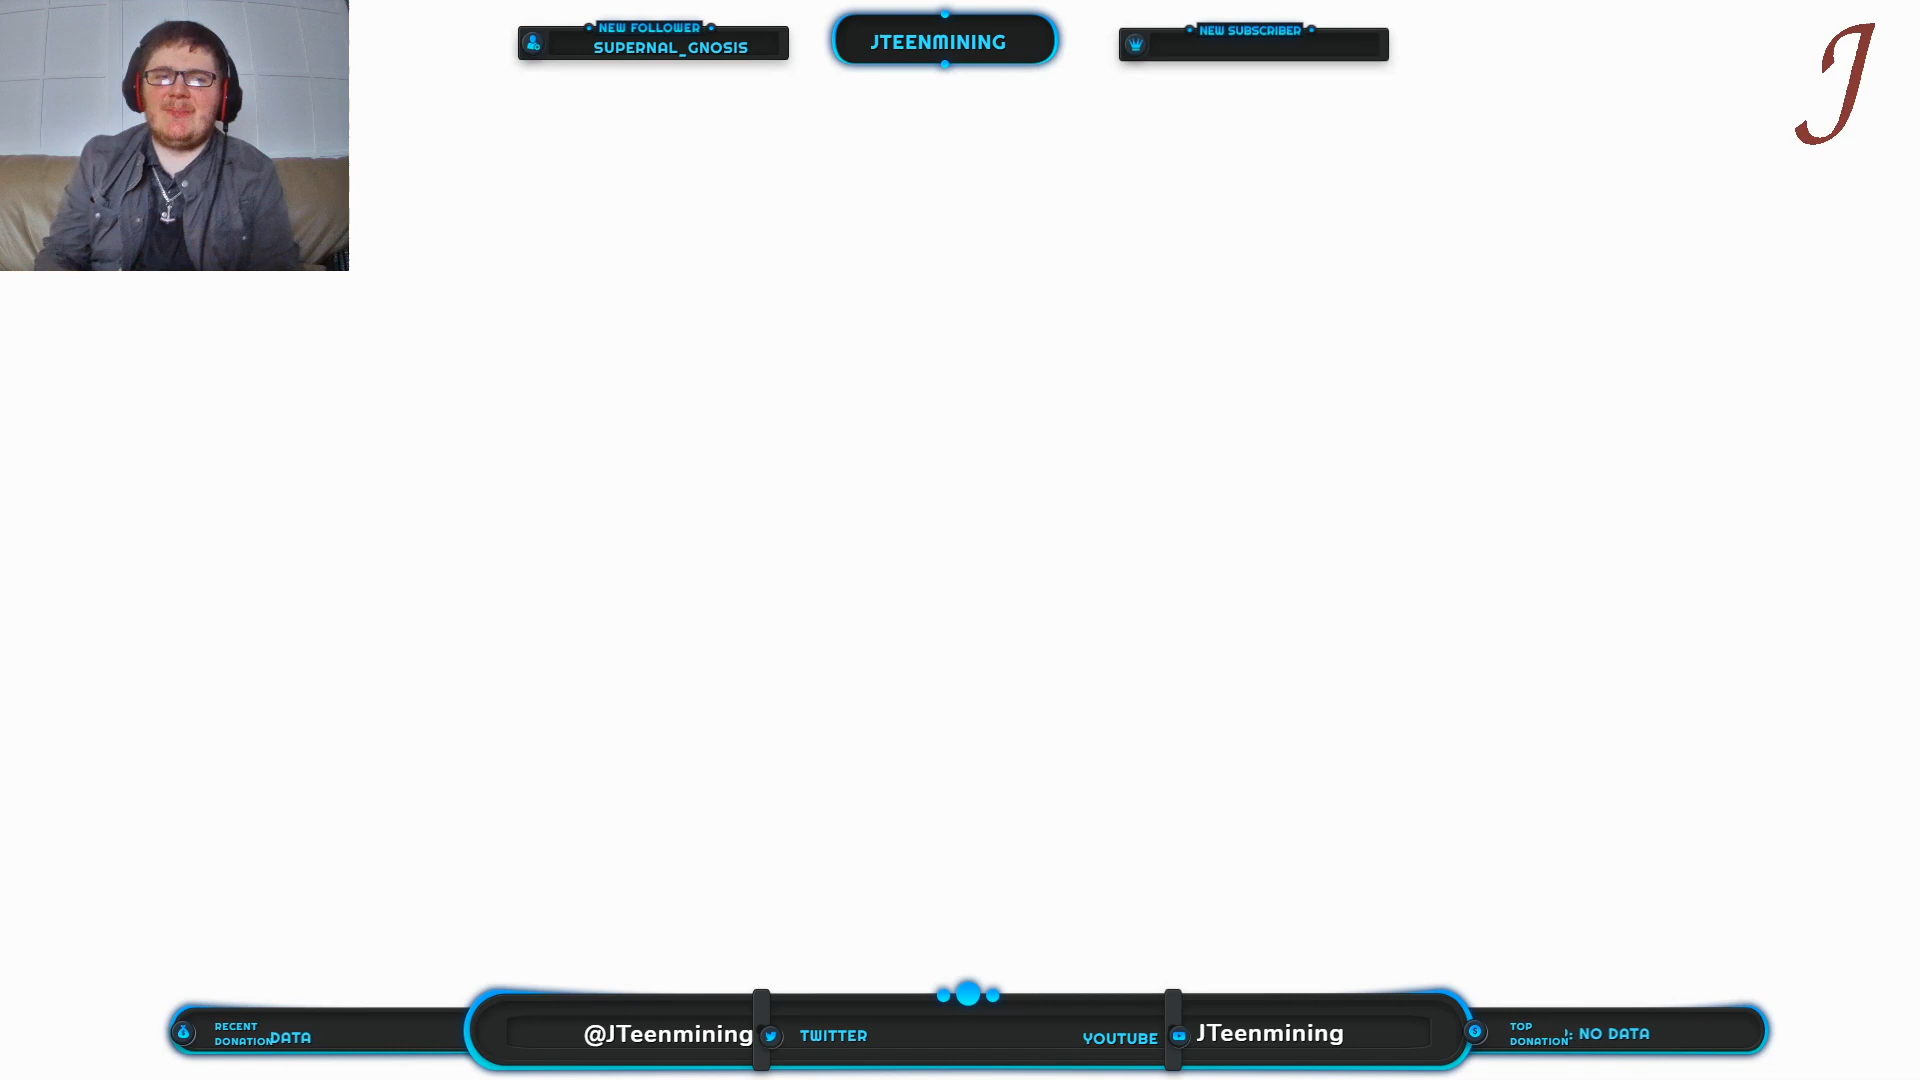 NEW FOLLOWER
SUPERNAL_GNOSIS
JTEENMINING
NEW SUBSCRIBER
J
RECENT
DONATION
DATA
@JTeenmining
TWITTER
YOUTUBE
JTeenmining
TOP
DONATION
: NO DATA